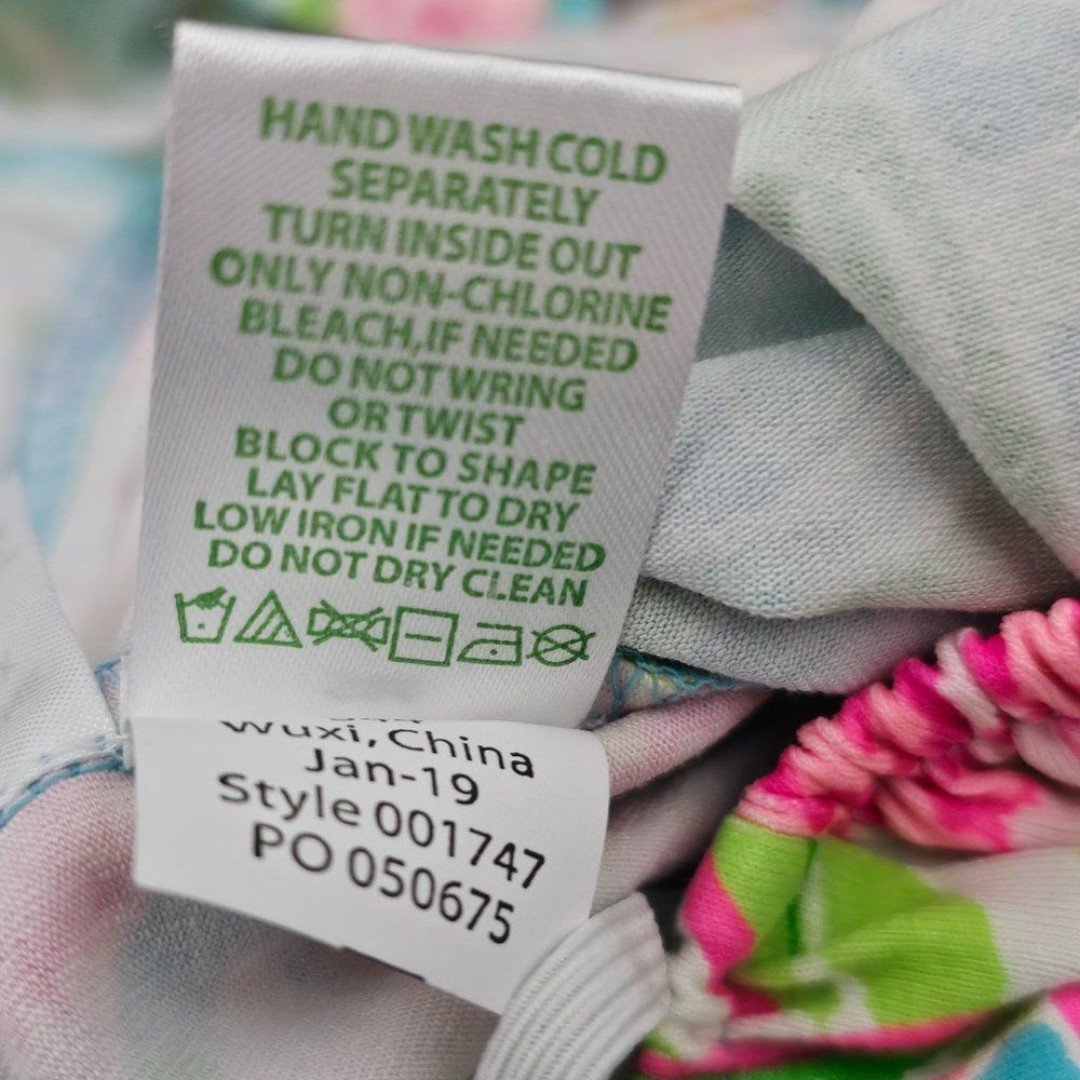 HAND WASH COLD
SEPARATELY
TURN INSIDE OUT
ONLY NON-CHLORINE
BLEACH,IF NEEDED
DO NOT WRING
OR TWIST
BLOCK TO SHAPE
LAY FLAT TO DRY
LOW IRON IF NEEDED
DO NOT DRY CLEAN
Wuxi, China
Jan-19
Style 001747
PO 050675